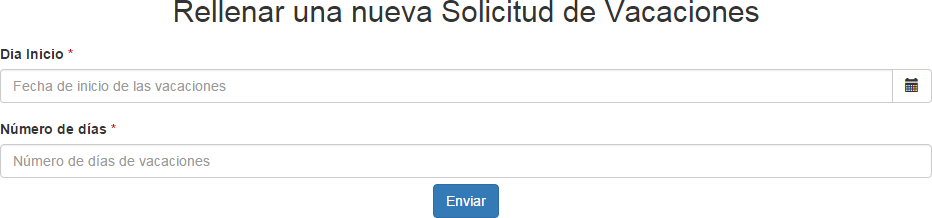 Rellenar una nueva Solicitud de Vacaciones
Dia Inicio *
Fecha de inicio de las vacaciones
Número de días *
Número de días de vacaciones
Enviar